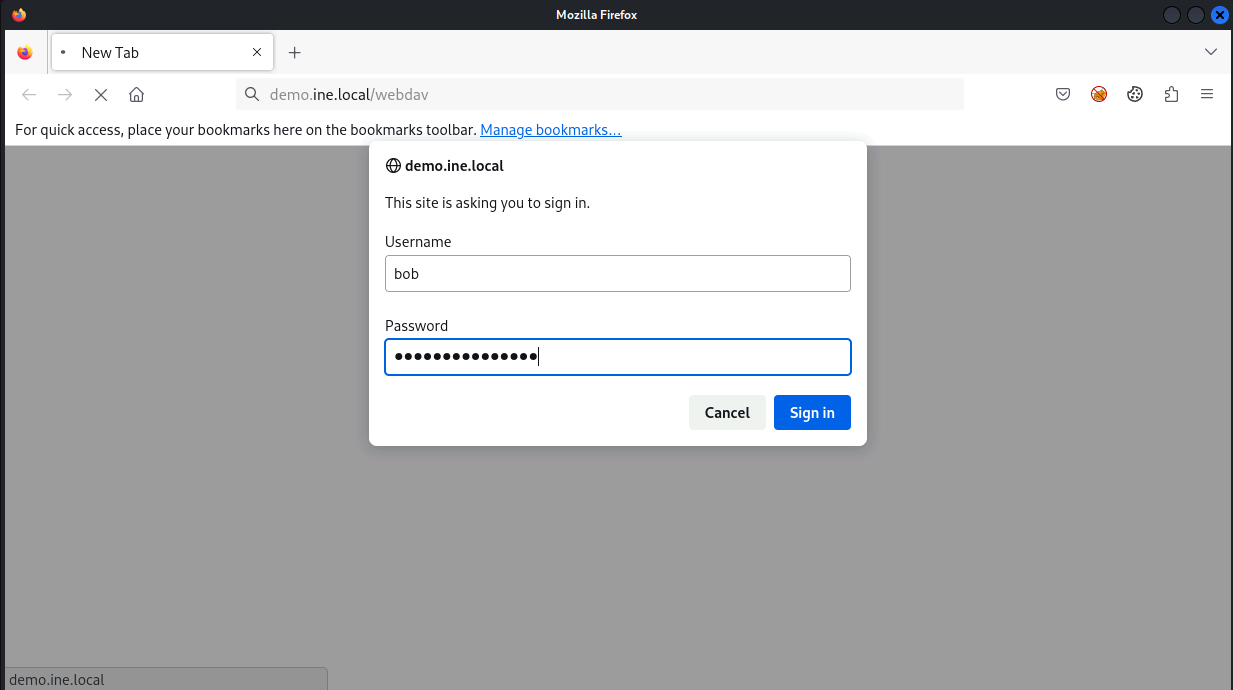 Mozilla Firefox
New Tab
demo.ine.local/webdav
For quick access, place your bookmarks here on the bookmarks toolbar. Manage bookmarks...
demo.ine.local
This site is asking you to sign in.
Username
bob
Password
●●●●●●●●●●●●●●●
Cancel Sign in
demo.ine.local